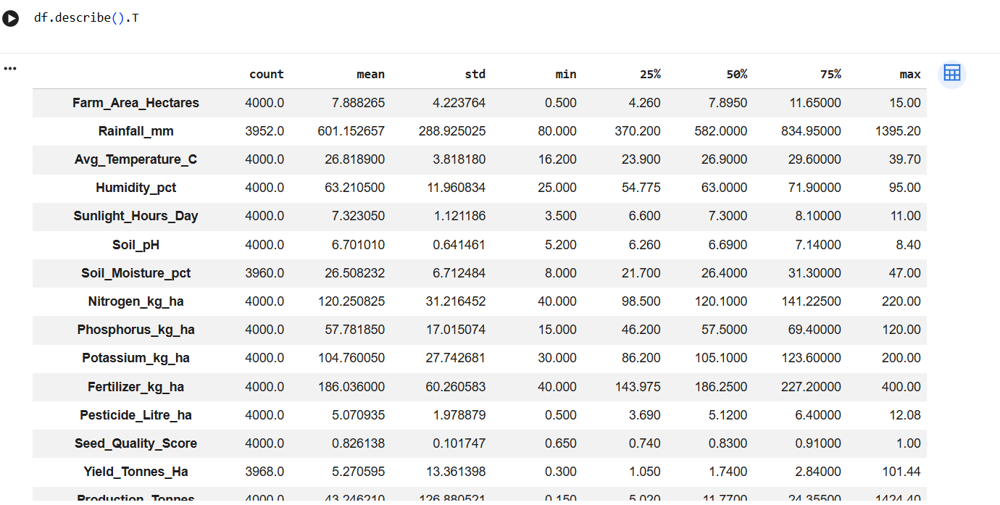 df.describe().T
count mean std min 25% 50% 75% max
Farm_Area_Hectares 4000.0 7.888265 4.223764 0.500 4.260 7.8950 11.65000 15.00
Rainfall_mm 3952.0 601.152657 288.925025 80.000 370.200 582.0000 834.95000 1395.20
Avg_Temperature_C 4000.0 26.818900 3.818180 16.200 23.900 26.9000 29.60000 39.70
Humidity_pct 4000.0 63.210500 11.960834 25.000 54.775 63.0000 71.90000 95.00
Sunlight_Hours_Day 4000.0 7.323050 1.121186 3.500 6.600 7.3000 8.10000 11.00
Soil_pH 4000.0 6.701010 0.641461 5.200 6.260 6.6900 7.14000 8.40
Soil_Moisture_pct 3960.0 26.508232 6.712484 8.000 21.700 26.4000 31.30000 47.00
Nitrogen_kg_ha 4000.0 120.250825 31.216452 40.000 98.500 120.1000 141.22500 220.00
Phosphorus_kg_ha 4000.0 57.781850 17.015074 15.000 46.200 57.5000 69.40000 120.00
Potassium_kg_ha 4000.0 104.760050 27.742681 30.000 86.200 105.1000 123.60000 200.00
Fertilizer_kg_ha 4000.0 186.036000 60.260583 40.000 143.975 186.2500 227.20000 400.00
Pesticide_Litre_ha 4000.0 5.070935 1.978879 0.500 3.690 5.1200 6.40000 12.08
Seed_Quality_Score 4000.0 0.826138 0.101747 0.650 0.740 0.8300 0.91000 1.00
Yield_Tonnes_Ha 3968.0 5.270595 13.361398 0.300 1.050 1.7400 2.84000 101.44
Production_Tonnes 4000.0 43.246210 126.880521 0.150 5.020 11.7700 24.35500 1424.40